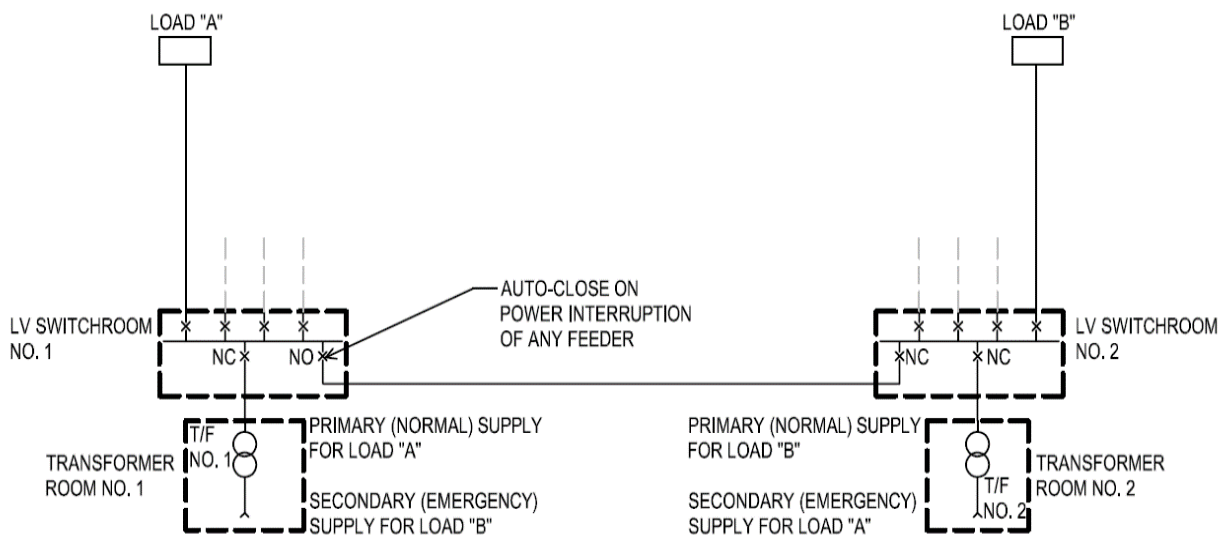 LOAD "A"
LOAD "B"
AUTO-CLOSE ON
POWER INTERRUPTION
OF ANY FEEDER
LV SWITCHROOM
NO. 1
NC
NO
NC
NC
LV SWITCHROOM
NO. 2
T/F
NO. 1
TRANSFORMER
ROOM NO. 1
PRIMARY (NORMAL) SUPPLY
FOR LOAD "A"
SECONDARY (EMERGENCY)
SUPPLY FOR LOAD "B"
PRIMARY (NORMAL) SUPPLY
FOR LOAD "B"
SECONDARY (EMERGENCY)
SUPPLY FOR LOAD "A"
T/F
NO. 2
TRANSFORMER
ROOM NO. 2